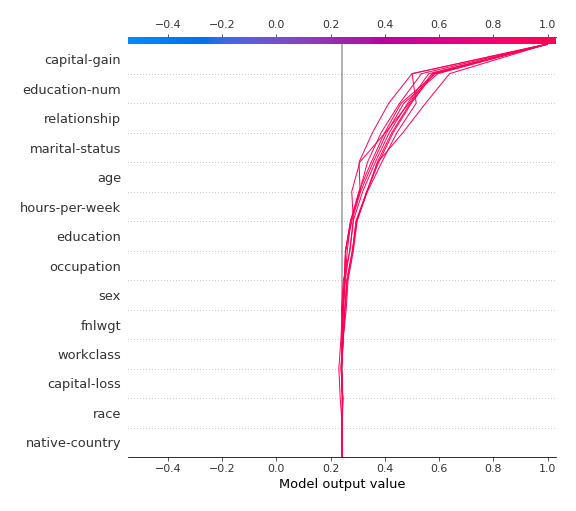 −0.4 −0.2 0.0 0.2 0.4 0.6 0.8 1.0
capital-gain
education-num
relationship
marital-status
age
hours-per-week
education
occupation
sex
fnlwgt
workclass
capital-loss
race
native-country
−0.4 −0.2 0.0 0.2 0.4 0.6 0.8 1.0
Model output value